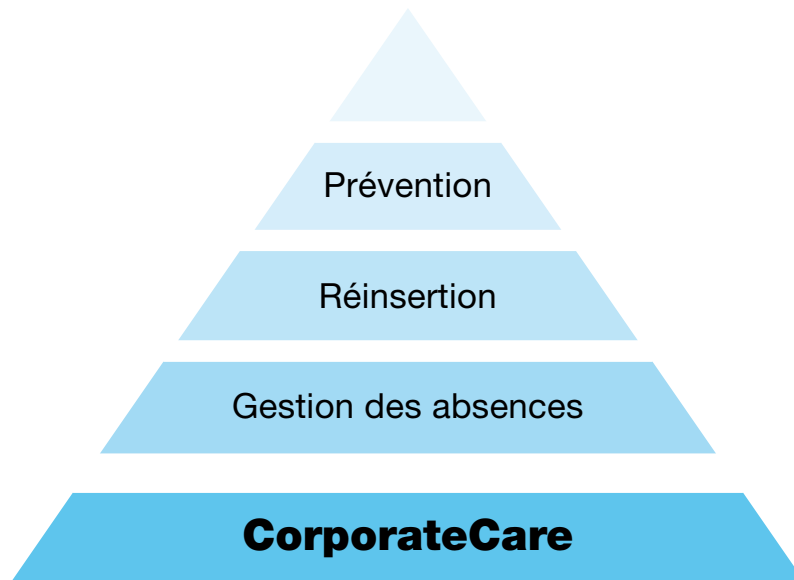 Prévention
Réinsertion
Gestion des absences
CorporateCare